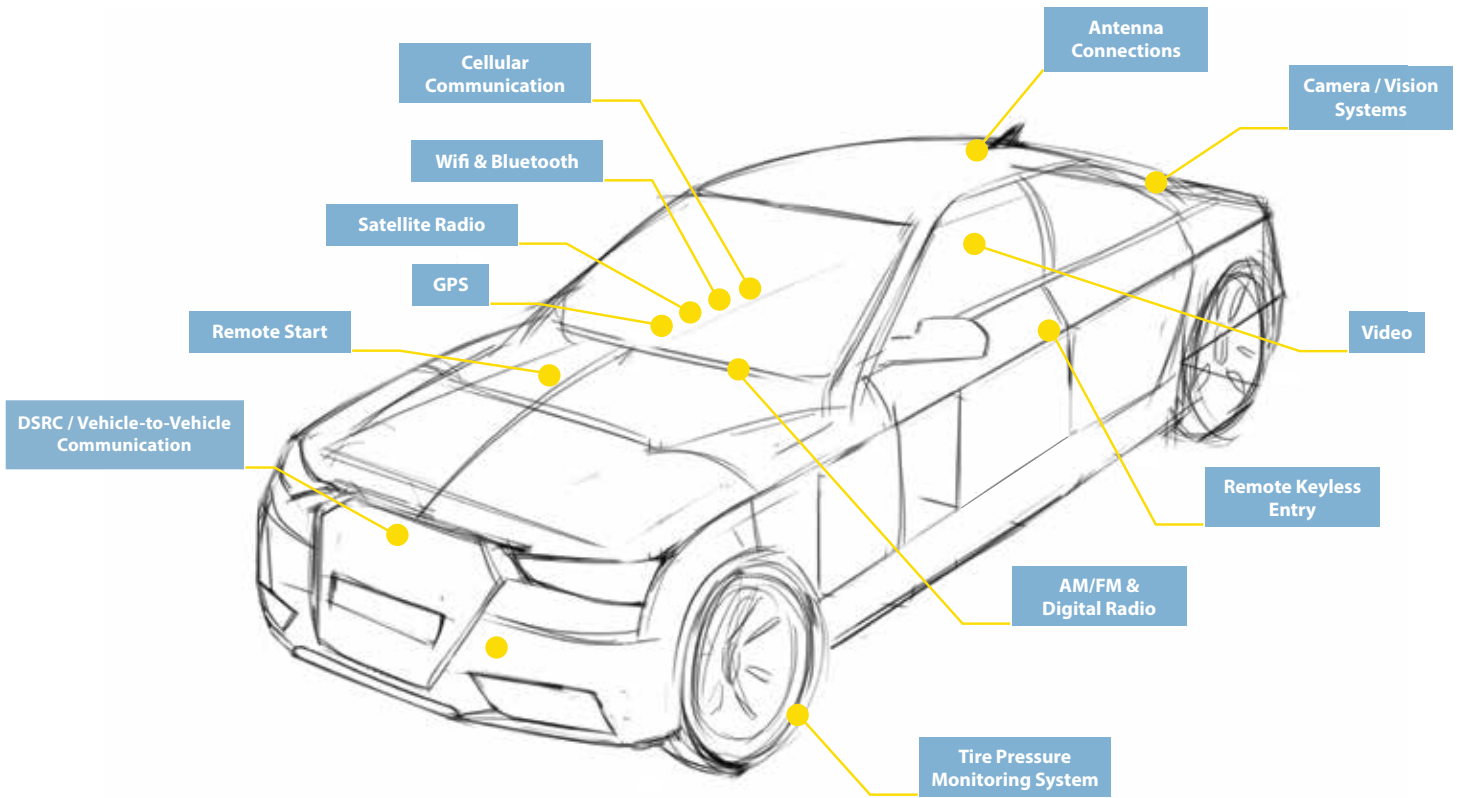 Antenna
Connections
Cellular
Communication
Camera / Vision
Systems
Wifi & Bluetooth
Satellite Radio
GPS
Remote Start
Video
DSRC / Vehicle-to-Vehicle
Communication
Remote Keyless
Entry
AM/FM &
Digital Radio
Tire Pressure
Monitoring System